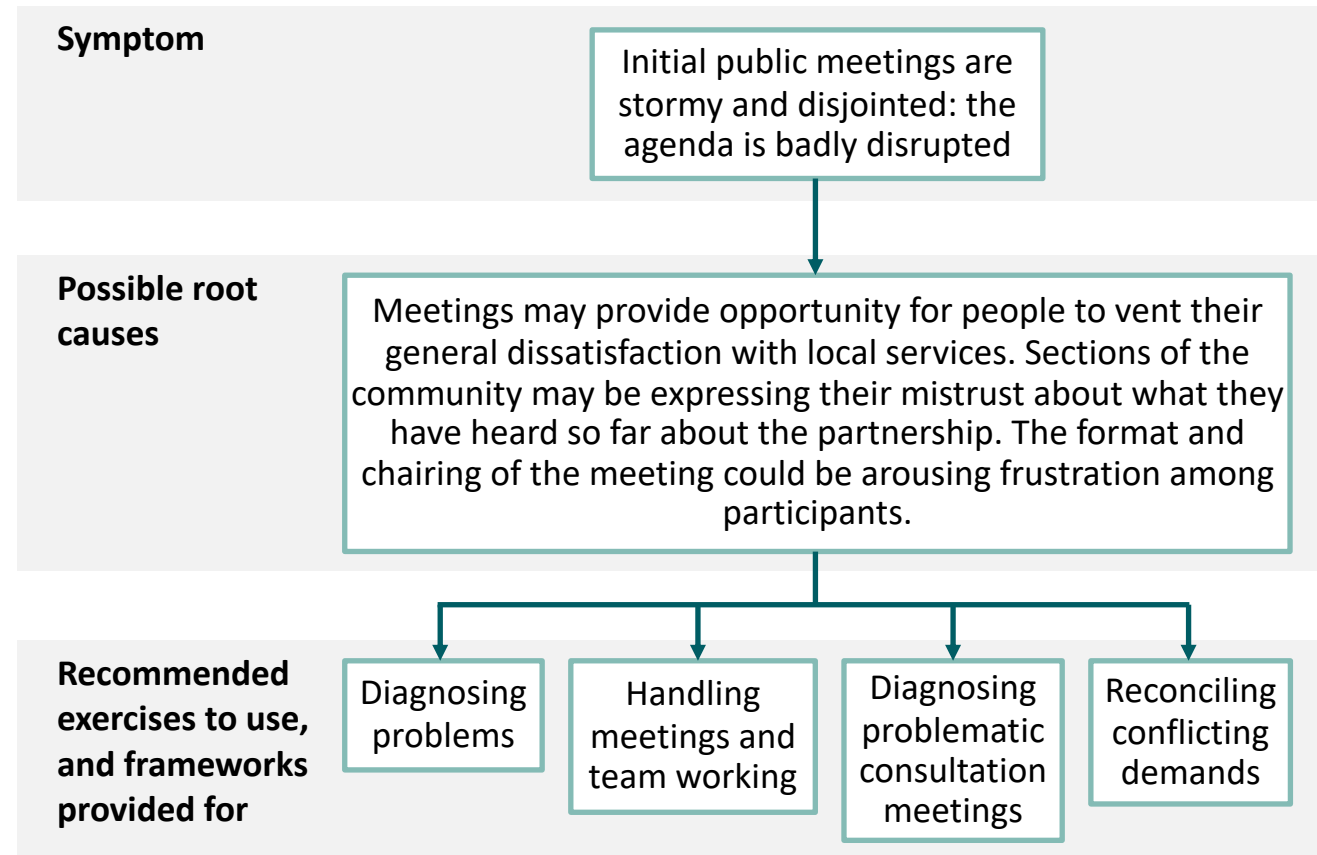 Symptom
Initial public meetings are
stormy and disjointed: the
agenda is badly disrupted
Possible root
causes
Meetings may provide opportunity for people to vent their
general dissatisfaction with local services. Sections of the
community may be expressing their mistrust about what they
have heard so far about the partnership. The format and
chairing of the meeting could be arousing frustration among
participants.
Recommended
exercises to use,
and frameworks
provided for
Diagnosing
problems
Handling
meetings and
team working
Diagnosing
problematic
consultation
meetings
Reconciling
conflicting
demands